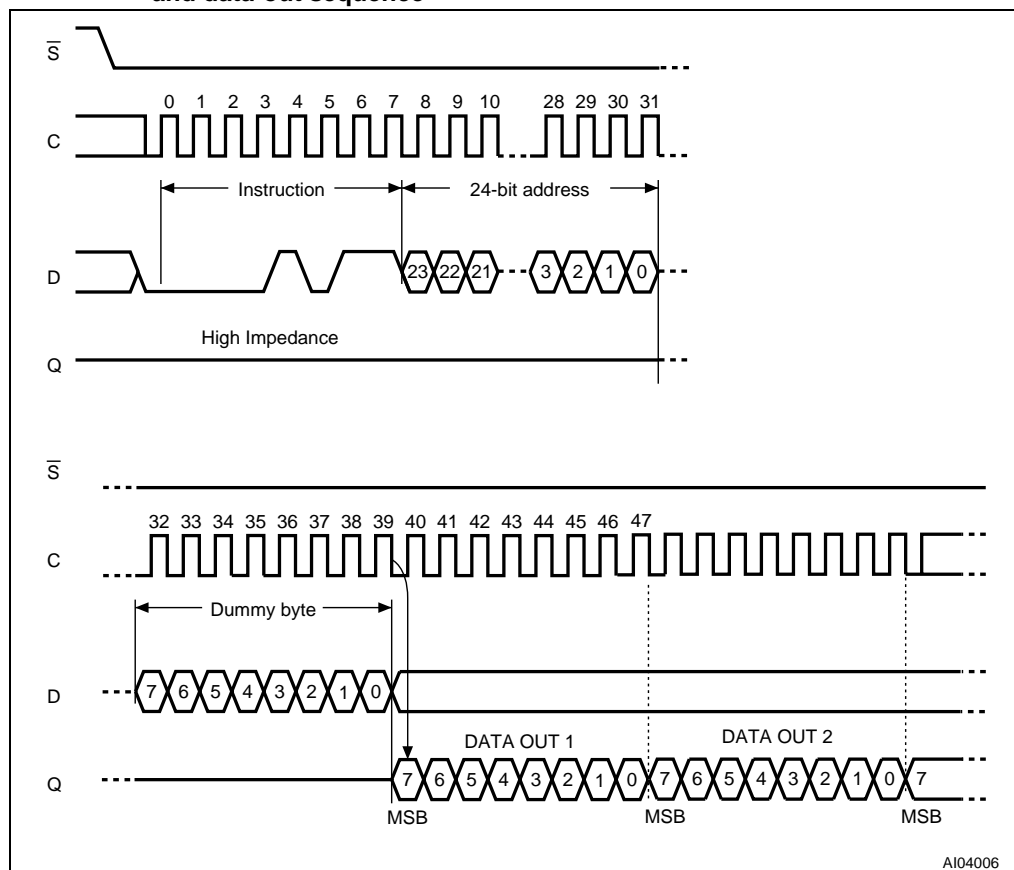 and data-out sequence
S
0 1 2 3 4 5 6 7 8 9 10 28 29 30 31
C
Instruction 24-bit address
D 23 22 21 3 2 1 0
High Impedance
Q
S
32 33 34 35 36 37 38 39 40 41 42 43 44 45 46 47
C
Dummy byte
D 7 6 5 4 3 2 1 0
DATA OUT 1 DATA OUT 2
Q 7 6 5 4 3 2 1 0 7 6 5 4 3 2 1 0 7
MSB MSB MSB
AI04006